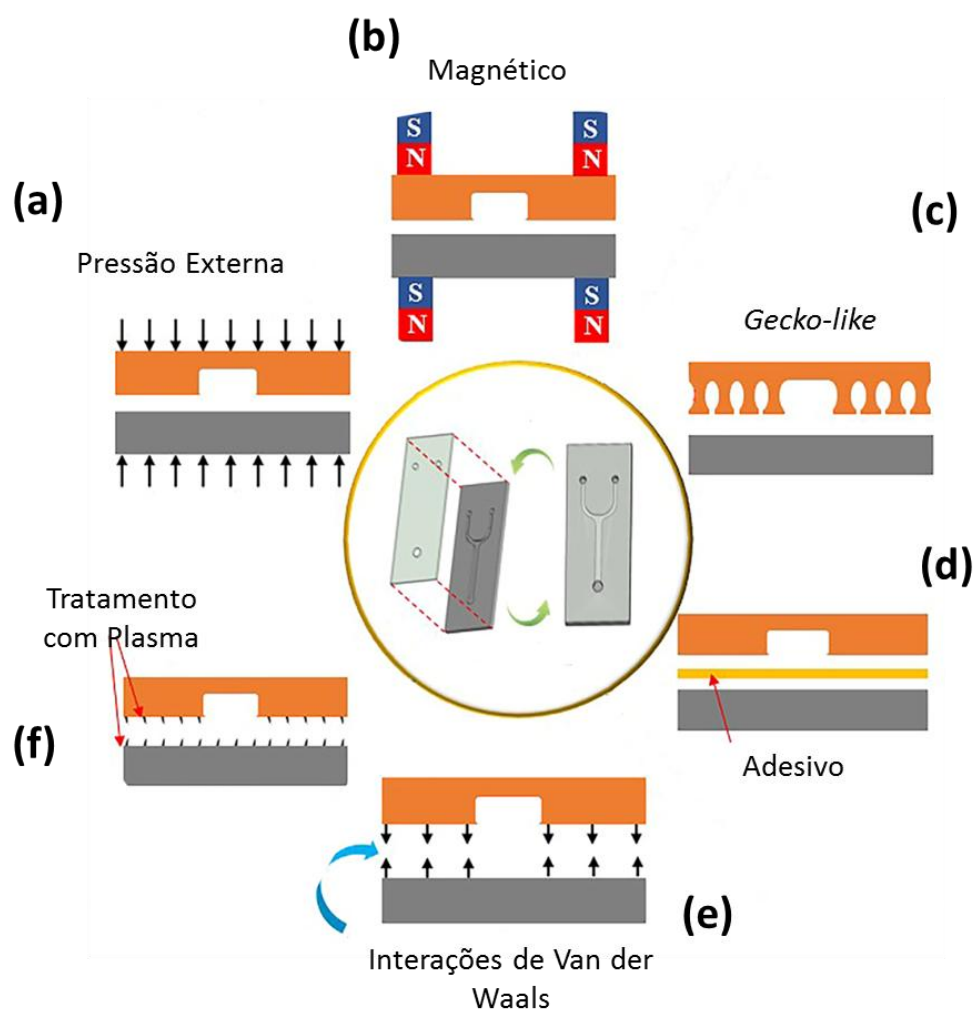 (b)
Magnético
S
N
S
N
S
N
S
N
(a)
Pressão Externa
(c)
Gecko-like
(d)
Adesivo
Tratamento
com Plasma
(f)
(e)
Interações de Van der
Waals